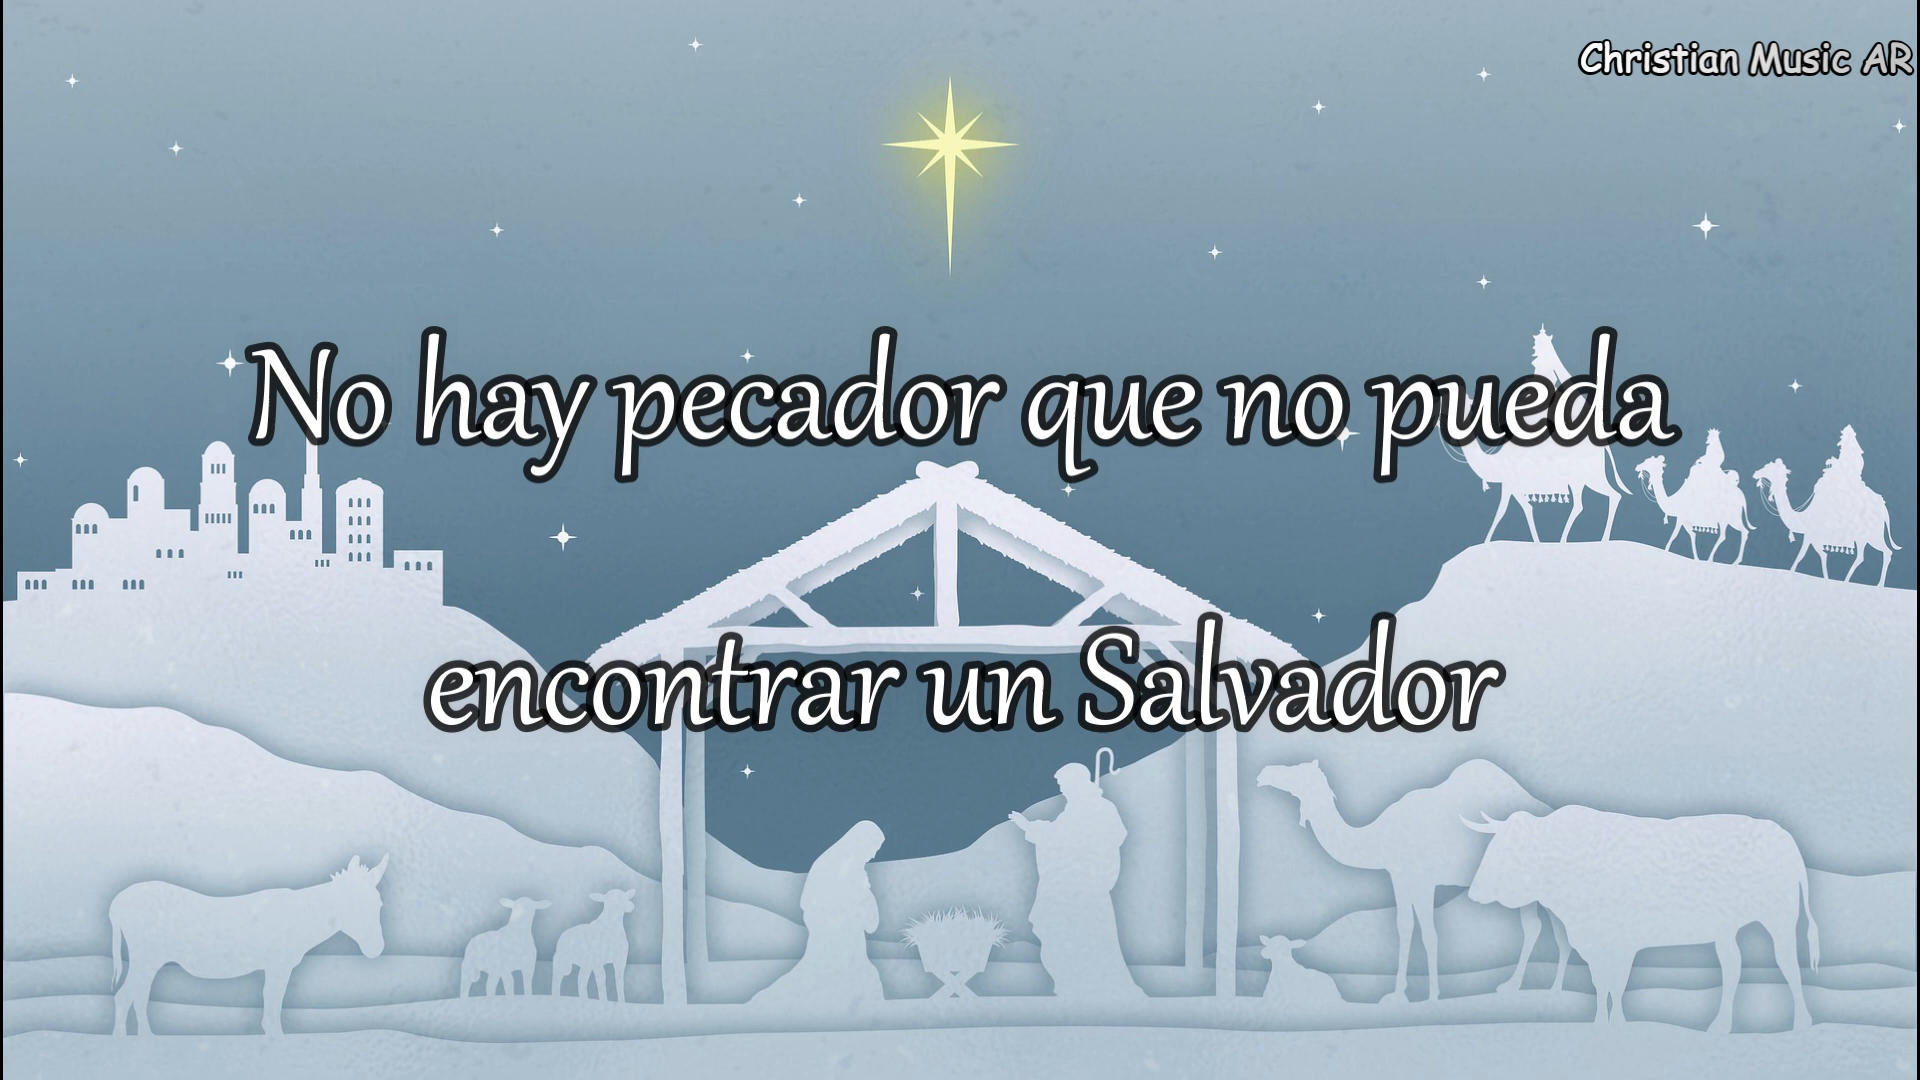 Christian Music AR
No hay pecador que no pueda
encontrar un Salvador